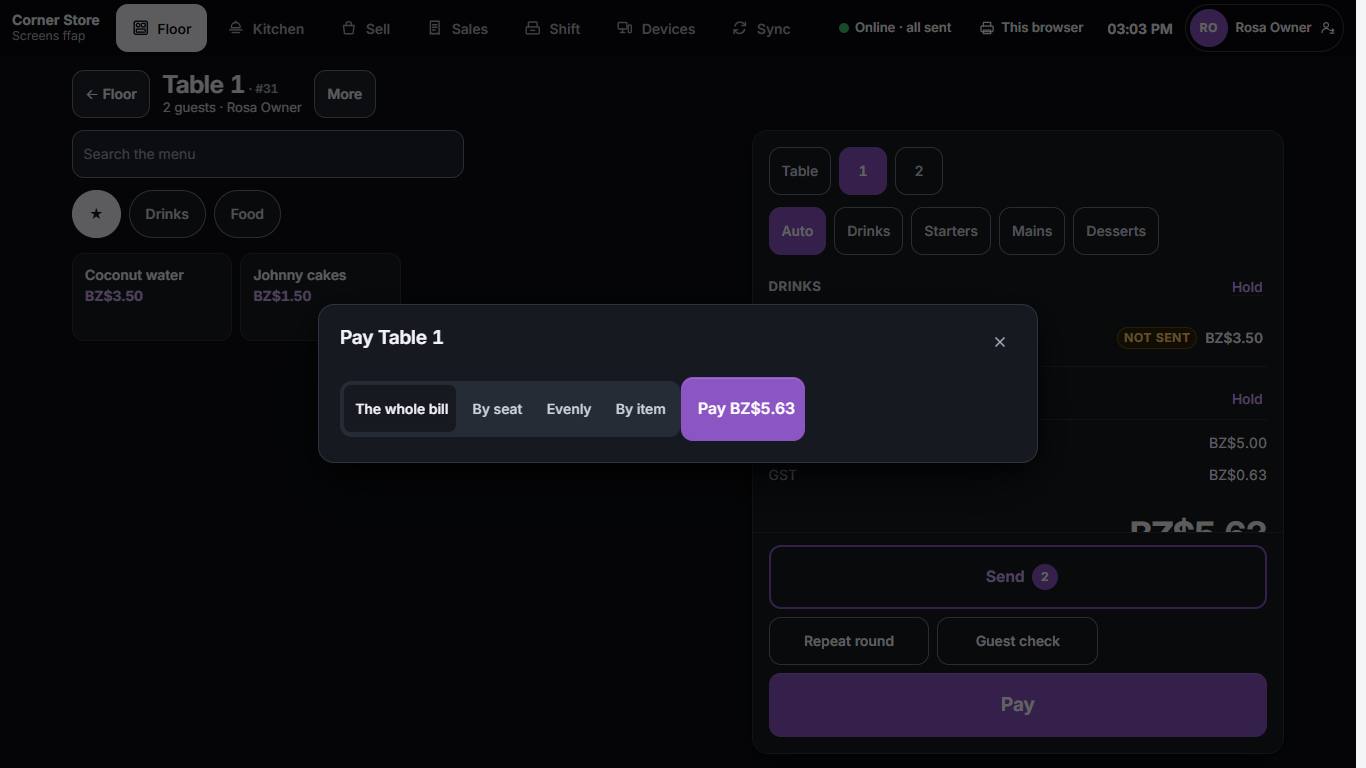 Corner Store
Screens ffap
Floor
Kitchen
Sell
Sales
Shift
Devices
Sync
Online · all sent
This browser
03:03 PM
RO
Rosa Owner
← Floor
Table 1 · #31
2 guests · Rosa Owner
More
Search the menu
★
Drinks
Food
Coconut water
BZ$3.50
Johnny cakes
BZ$1.50
Table
1
2
Auto
Drinks
Starters
Mains
Desserts
DRINKS
Hold
NOT SENT
BZ$3.50
Hold
BZ$5.00
GST
BZ$0.63
BZ$5.63
Send 2
Repeat round
Guest check
Pay
Pay Table 1
×
The whole bill
By seat
Evenly
By item
Pay BZ$5.63